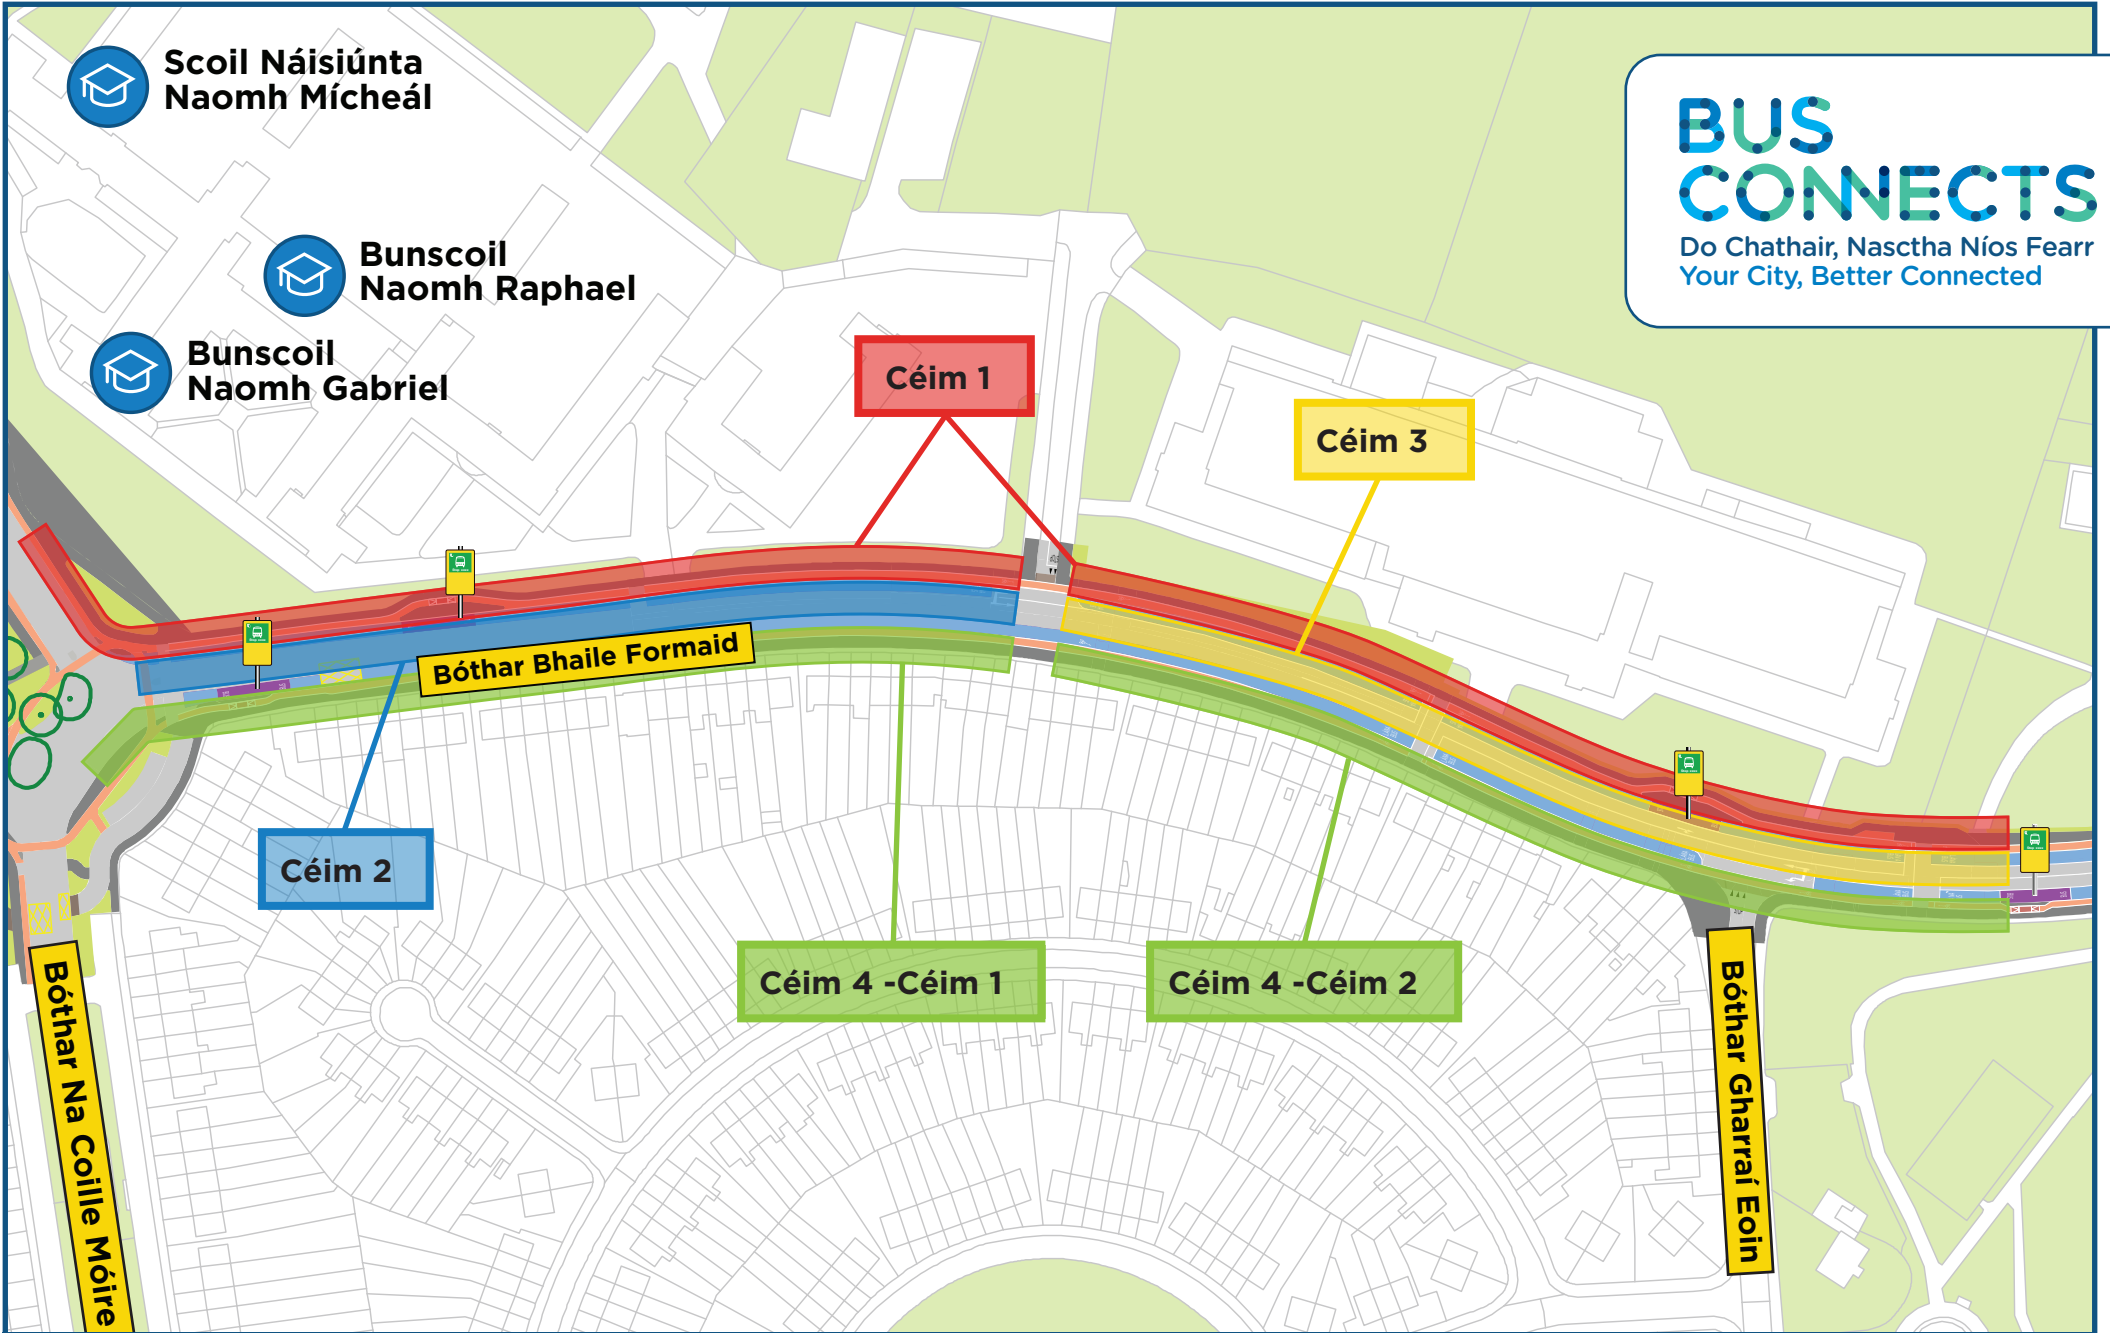 Scoil Náisiúnta
Naomh Mícheál
Bunscoil
Naomh Raphael
Bunscoil
Naomh Gabriel
BUS
CONNECTS
Do Chathair, Nasctha Níos Fearr
Your City, Better Connected
Céim 1
Céim 3
Bóthar Bhaile Formaid
Céim 2
Céim 4 -Céim 1
Céim 4 -Céim 2
Bóthar Na Coille Móire
Bóthar Gharraí Eoin